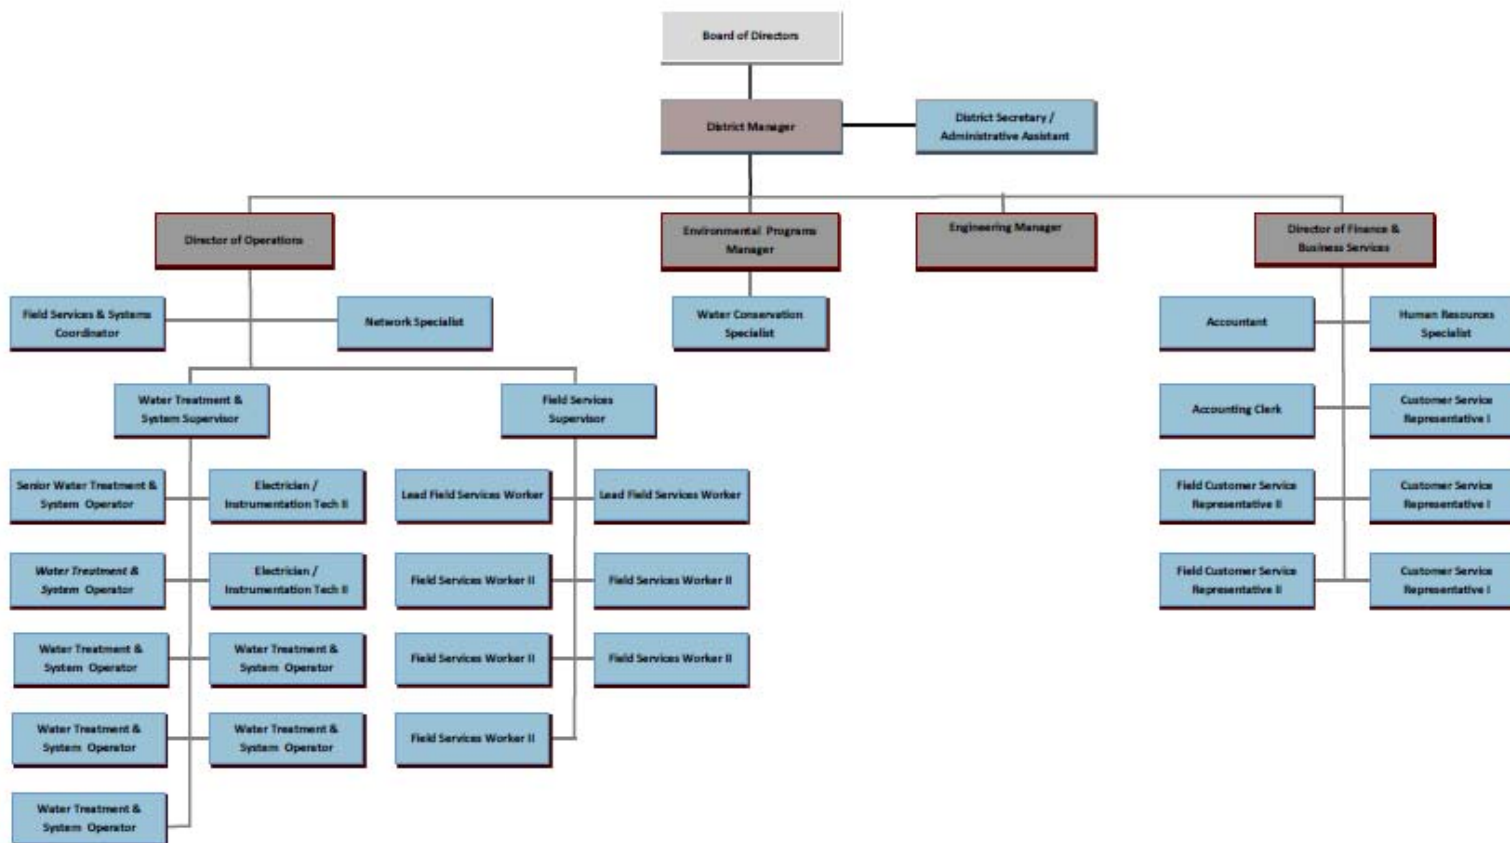 Board of Directors
District Manager
District Secretary /
Administrative Assistant
Director of Operations
Environmental Programs
Manager
Engineering Manager
Director of Finance &
Business Services
Field Services & Systems
Coordinator
Network Specialist
Water Conservation
Specialist
Accountant
Human Resources
Specialist
Water Treatment &
System Supervisor
Field Services
Supervisor
Accounting Clerk
Customer Service
Representative I
Senior Water Treatment &
System Operator
Electrician /
Instrumentation Tech II
Lead Field Services Worker
Lead Field Services Worker
Field Customer Service
Representative II
Customer Service
Representative I
Water Treatment &
System Operator
Electrician /
Instrumentation Tech II
Field Services Worker II
Field Services Worker II
Field Customer Service
Representative II
Customer Service
Representative I
Water Treatment &
System Operator
Water Treatment &
System Operator
Field Services Worker II
Field Services Worker II
Water Treatment &
System Operator
Water Treatment &
System Operator
Field Services Worker II
Water Treatment &
System Operator